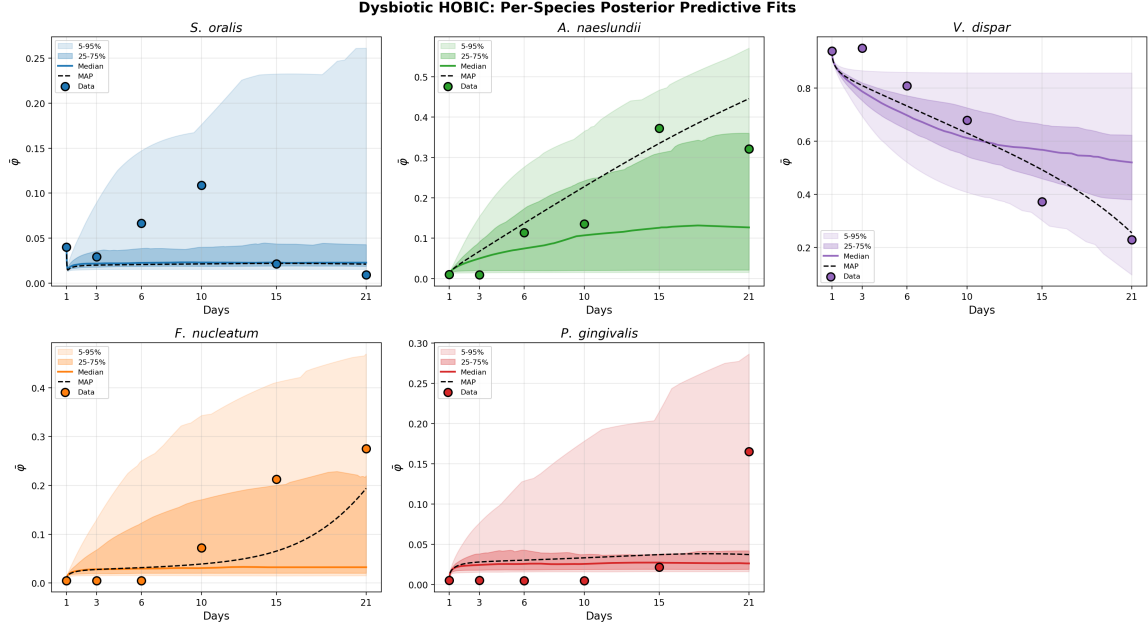 Dysbiotic HOBIC: Per-Species Posterior Predictive Fits
S. oralis
0.25
0.20
0.15
0.10
0.05
0.00
φ̄
5-95%
25-75%
Median
MAP
Data
1 3 6 10 15 21
Days
A. naeslundii
0.5
0.4
0.3
0.2
0.1
0.0
φ̄
5-95%
25-75%
Median
MAP
Data
1 3 6 10 15 21
Days
V. dispar
0.8
0.6
0.4
0.2
φ̄
5-95%
25-75%
Median
MAP
Data
1 3 6 10 15 21
Days
F. nucleatum
0.4
0.3
0.2
0.1
0.0
φ̄
5-95%
25-75%
Median
MAP
Data
1 3 6 10 15 21
Days
P. gingivalis
0.30
0.25
0.20
0.15
0.10
0.05
0.00
φ̄
5-95%
25-75%
Median
MAP
Data
1 3 6 10 15 21
Days